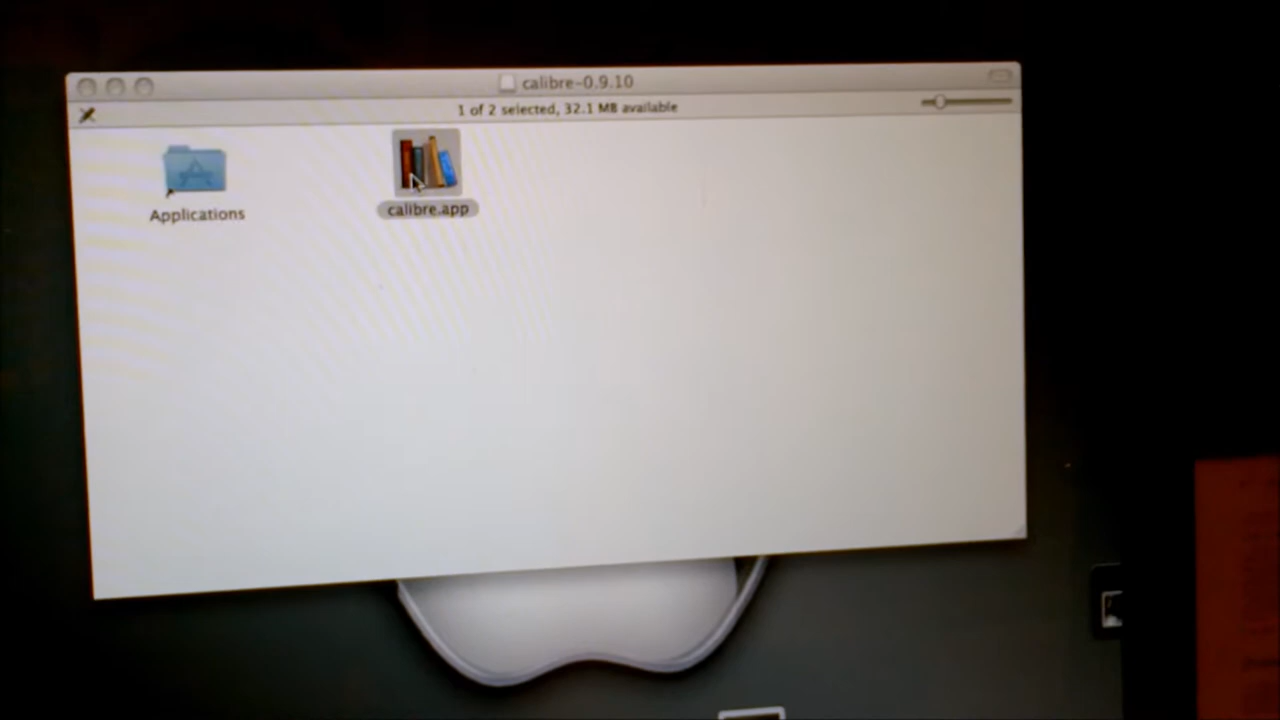 calibre-0.9.10
1 of 2 selected, 32.1 MB available
Applications
calibre.app